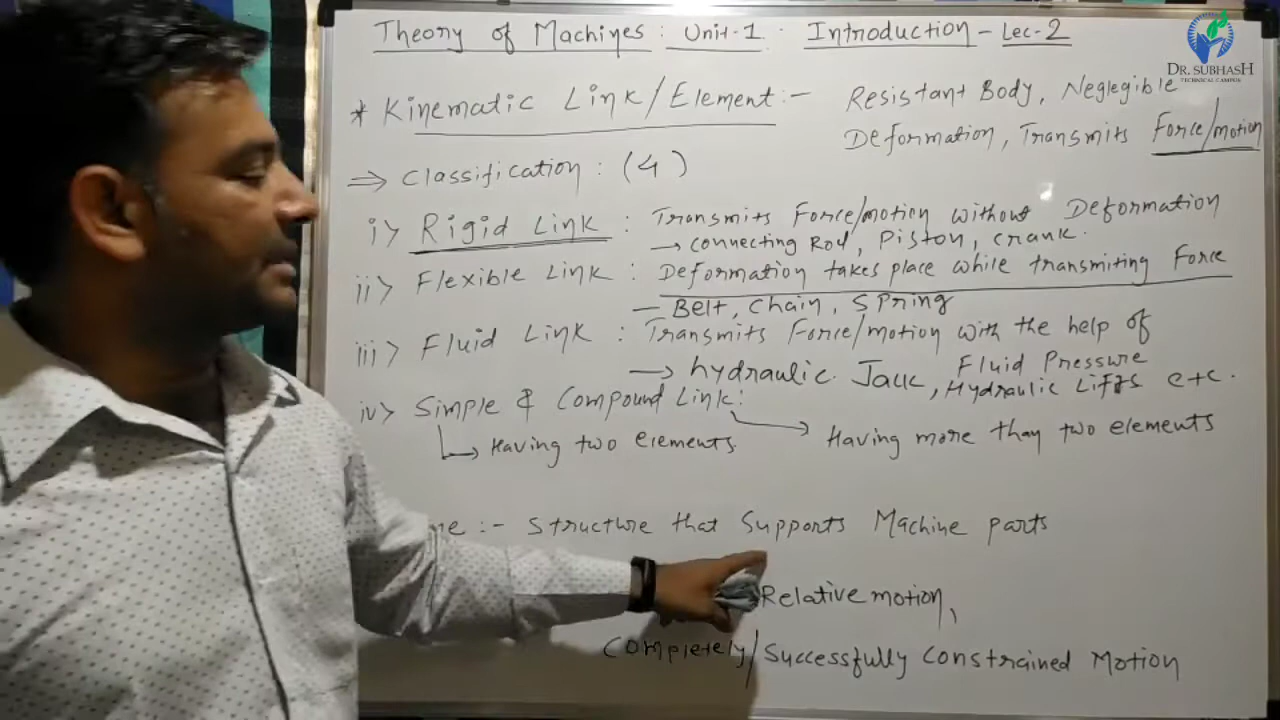 Theory of Machines : Unit-1 : Introduction - Lec-2
DR. SUBHASH
TECHNICAL CAMPUS
* Kinematic Link/Element :- Resistant Body, Neglegible
Deformation, Transmits Force/motion
⇒ Classification : (4)
i> Rigid Link : Transmits Force/motion without Deformation
→ connecting Rod, Piston, crank.
ii> Flexible Link : Deformation takes place while transmiting Force
- Belt, chain, spring
iii> Fluid Link : Transmits Force/motion with the help of
Fluid Pressure
→ hydraulic Jack, Hydraulic Lifts etc.
iv> Simple & Compound Link :
↳ Having two elements → Having more than two elements
:- Structure that Supports Machine parts
Relative motion,
Completely/Successfully Constrained Motion